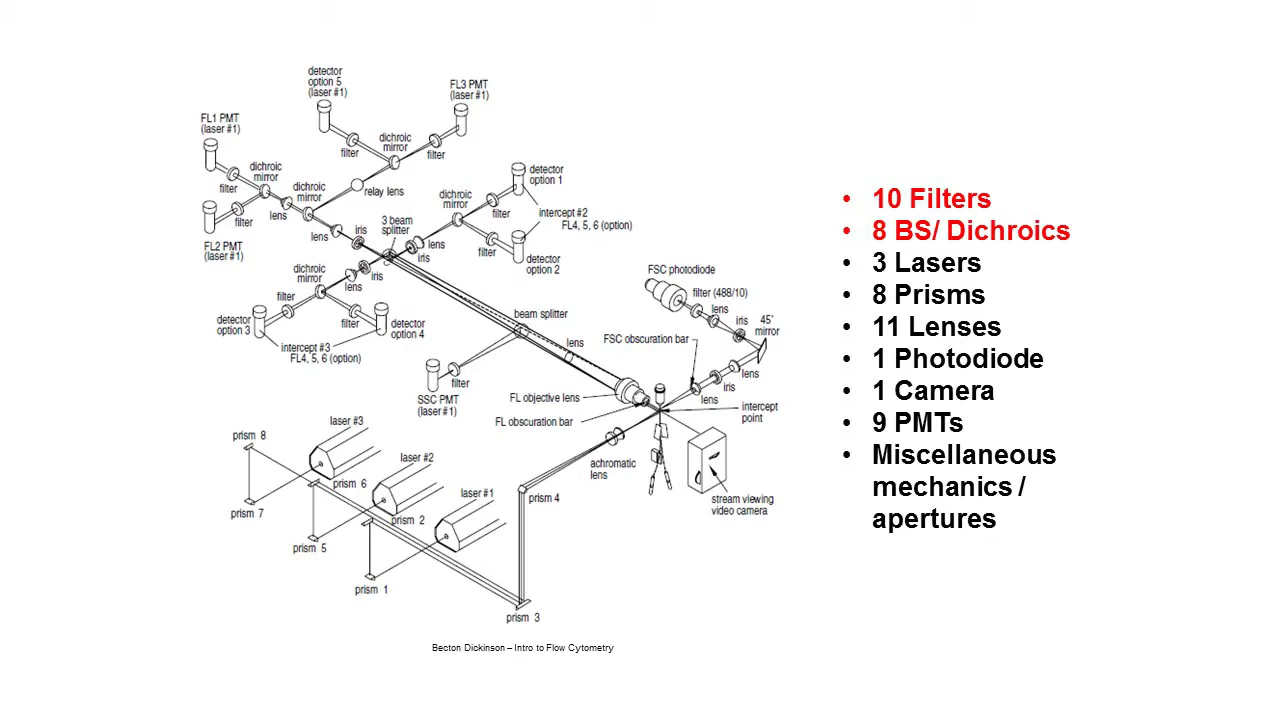 detector
option 5
(laser #1)
FL3 PMT
(laser #1)
FL1 PMT
(laser #1)
dichroic
mirror
filter
filter
dichroic
mirror
filter
relay lens
dichroic
mirror
filter
lens
FL2 PMT
(laser #1)
lens
iris
3 beam
splitter
dichroic
mirror
detector
option 1
filter
intercept #2
FL4, 5, 6 (option)
lens
iris
filter
detector
option 2
dichroic
mirror
iris
lens
filter
filter
detector
option 3
detector
option 4
intercept #3
FL4, 5, 6 (option)
FSC photodiode
filter (488/10)
lens
iris
45°
mirror
beam splitter
lens
FSC obscuration bar
lens
iris
lens
filter
SSC PMT
(laser #1)
FL objective lens
FL obscuration bar
intercept
point
achromatic
lens
stream viewing
video camera
laser #3
prism 8
laser #2
prism 6
laser #1
prism 4
prism 7
prism 2
prism 5
prism 1
prism 3
Becton Dickinson – Intro to Flow Cytometry
• 10 Filters
• 8 BS/ Dichroics
• 3 Lasers
• 8 Prisms
• 11 Lenses
• 1 Photodiode
• 1 Camera
• 9 PMTs
• Miscellaneous
mechanics /
apertures